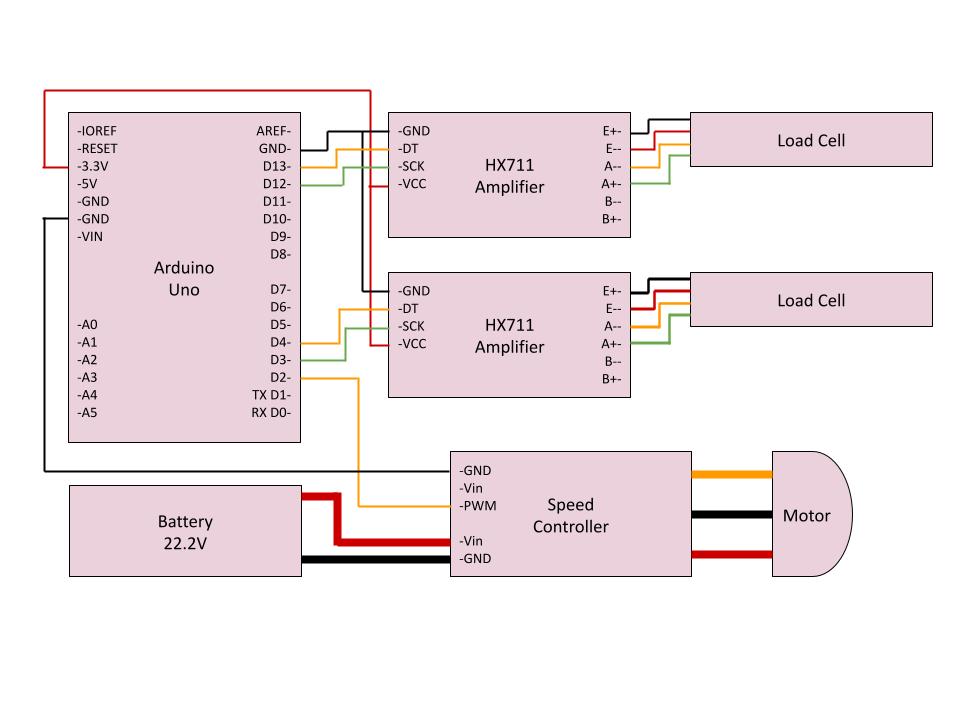 -IOREF
-RESET
-3.3V
-5V
-GND
-GND
-VIN
Arduino
Uno
-A0
-A1
-A2
-A3
-A4
-A5
AREF-
GND-
D13-
D12-
D11-
D10-
D9-
D8-
D7-
D6-
D5-
D4-
D3-
D2-
TX D1-
RX D0-
-GND
-DT
-SCK
-VCC
HX711
Amplifier
E+-
E--
A--
A+-
B--
B+-
Load Cell
-GND
-DT
-SCK
-VCC
HX711
Amplifier
E+-
E--
A--
A+-
B--
B+-
Load Cell
Battery
22.2V
-GND
-Vin
-PWM
-Vin
-GND
Speed
Controller
Motor